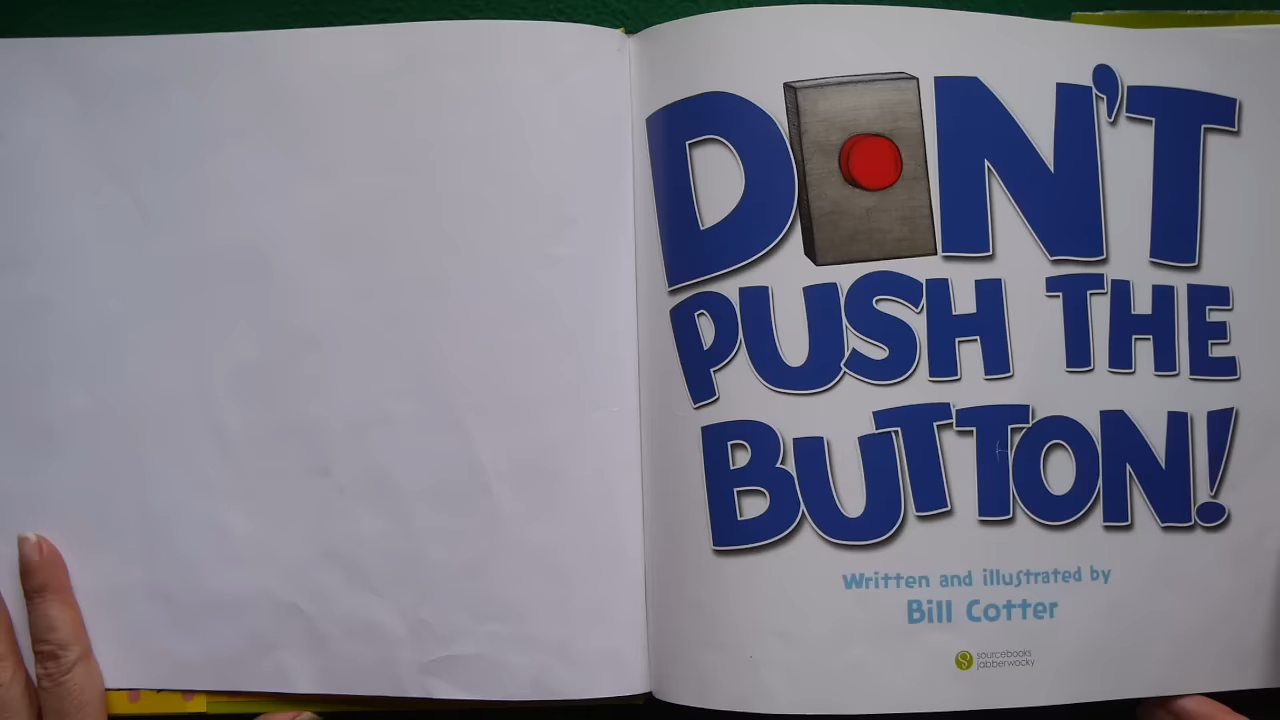 DON'T
PUSH THE
BUTTON!
Written and illustrated by
Bill Cotter
sourcebooks
jabberwocky